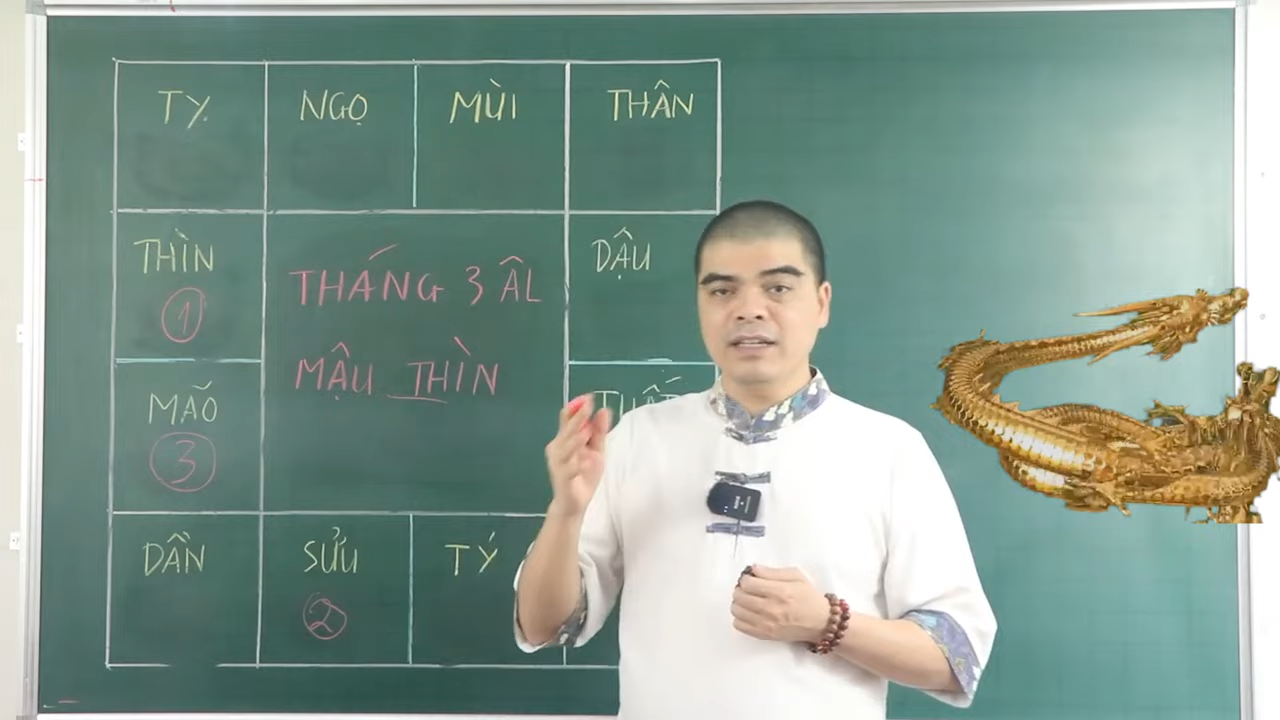 TỴ NGỌ MÙI THÂN
THÌN DẬU
1
THÁNG 3 ÂL
MẬU THÌN
MÃO
3
DẦN SỬU TÝ
2